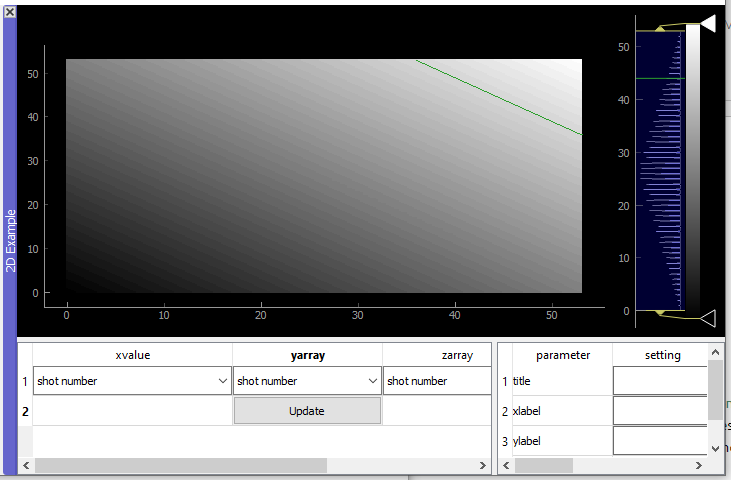 2D Example
50
40
30
20
10
0
0 10 20 30 40 50
50
40
30
20
10
0
xvalue yarray zarray
1 shot number shot number shot number
2 Update
parameter setting
1 title
2 xlabel
3 ylabel